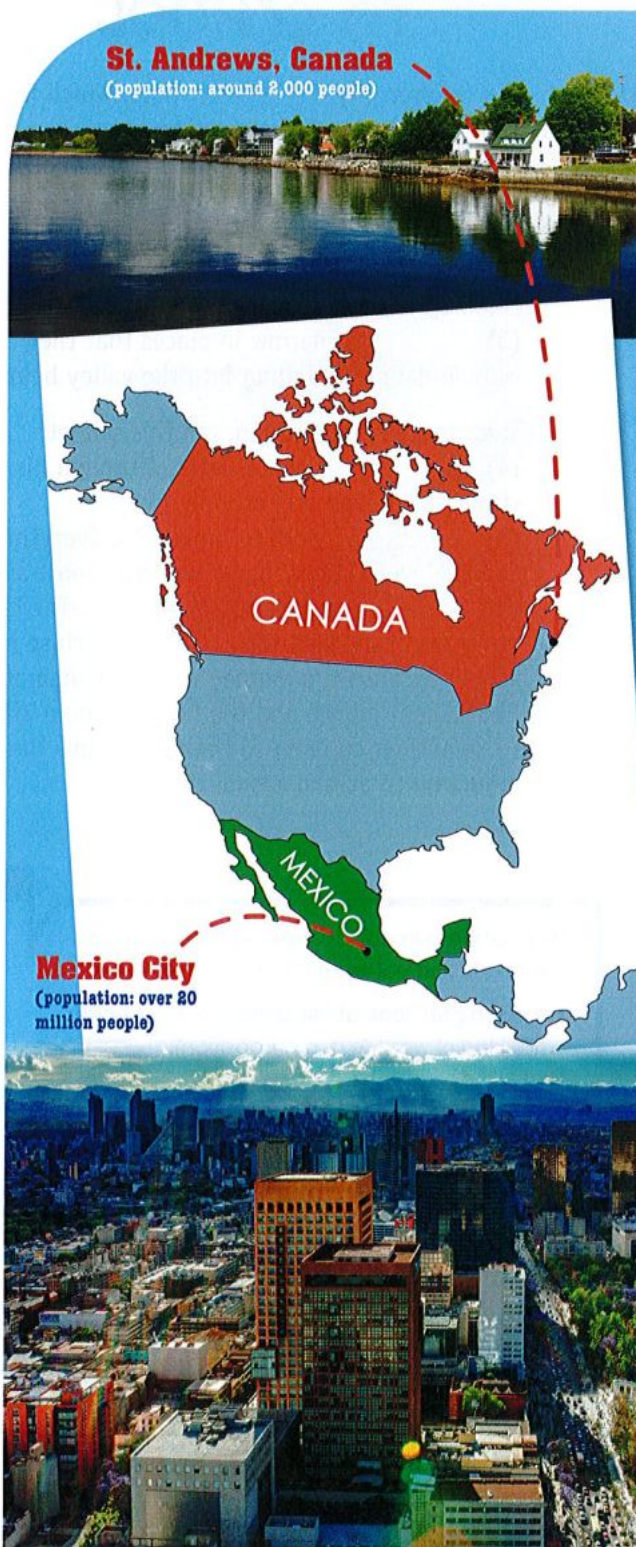 St. Andrews, Canada
(population: around 2,000 people)
CANADA
MEXICO
Mexico City
(population: over 20
million people)